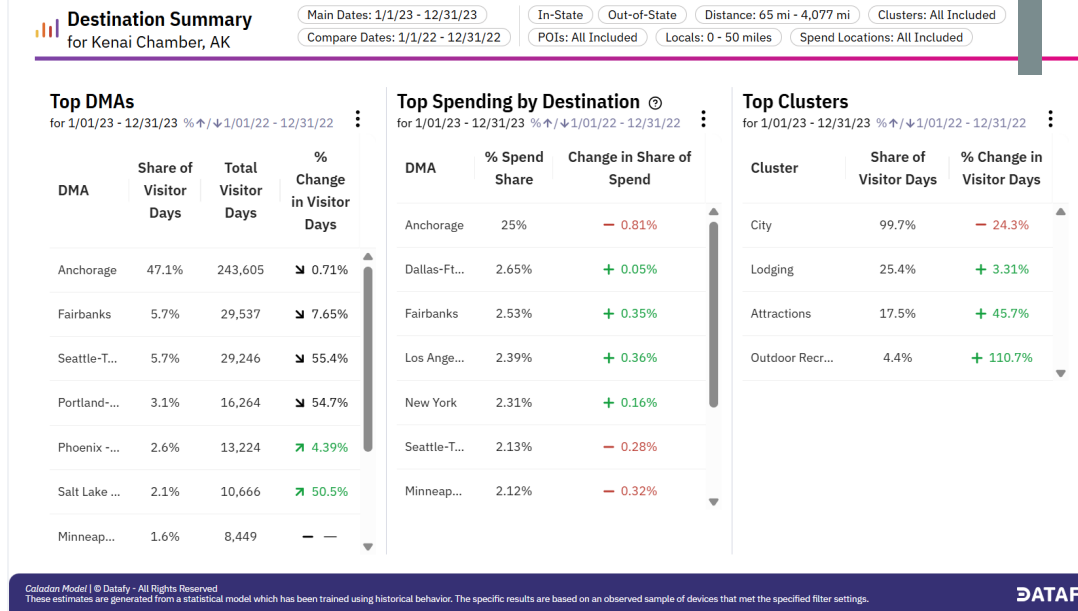 Destination Summary
for Kenai Chamber, AK
Main Dates: 1/1/23 - 12/31/23
Compare Dates: 1/1/22 - 12/31/22
In-State
Out-of-State
Distance: 65 mi - 4,077 mi
Clusters: All Included
POIs: All Included
Locals: 0 - 50 miles
Spend Locations: All Included
Top DMAs
for 1/01/23 - 12/31/23 %↑/↓1/01/22 - 12/31/22
DMA
Share of
Visitor
Days
Total
Visitor
Days
%
Change
in Visitor
Days
Anchorage 47.1% 243,605 ↘ 0.71%
Fairbanks 5.7% 29,537 ↘ 7.65%
Seattle-T... 5.7% 29,246 ↘ 55.4%
Portland-... 3.1% 16,264 ↘ 54.7%
Phoenix -... 2.6% 13,224 ↗ 4.39%
Salt Lake ... 2.1% 10,666 ↗ 50.5%
Minneap... 1.6% 8,449 — —
Top Spending by Destination ?
for 1/01/23 - 12/31/23 %↑/↓1/01/22 - 12/31/22
DMA
% Spend
Share
Change in Share of
Spend
Anchorage 25% − 0.81%
Dallas-Ft... 2.65% + 0.05%
Fairbanks 2.53% + 0.35%
Los Ange... 2.39% + 0.36%
New York 2.31% + 0.16%
Seattle-T... 2.13% − 0.28%
Minneap... 2.12% − 0.32%
Top Clusters
for 1/01/23 - 12/31/23 %↑/↓1/01/22 - 12/31/22
Cluster
Share of
Visitor Days
% Change in
Visitor Days
City 99.7% − 24.3%
Lodging 25.4% + 3.31%
Attractions 17.5% + 45.7%
Outdoor Recr... 4.4% + 110.7%
Caladan Model | © Datafy - All Rights Reserved
These estimates are generated from a statistical model which has been trained using historical behavior. The specific results are based on an observed sample of devices that met the specified filter settings.
DATAF